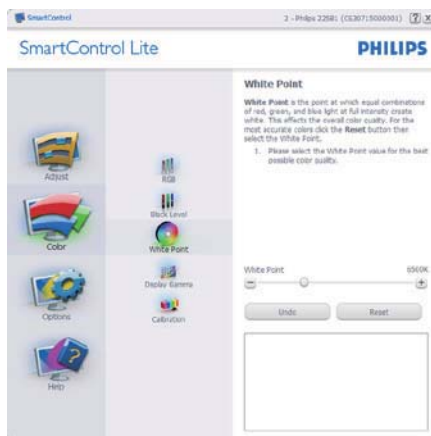 SmartControl
2 - Philips 225B1 (CE30715000001)
? x
SmartControl Lite
PHILIPS
Adjust
Color
Options
Help
RGB
Black Level
White Point
Display Gamma
Calibration
White Point
White Point is the point at which equal combinations
of red, green, and blue light at full intensity create
white. This effects the overall color quality. For the
most accurate colors click the Reset button then
select the White Point.
1. Please select the White Point value for the best
possible color quality.
White Point 6500K
Undo Reset